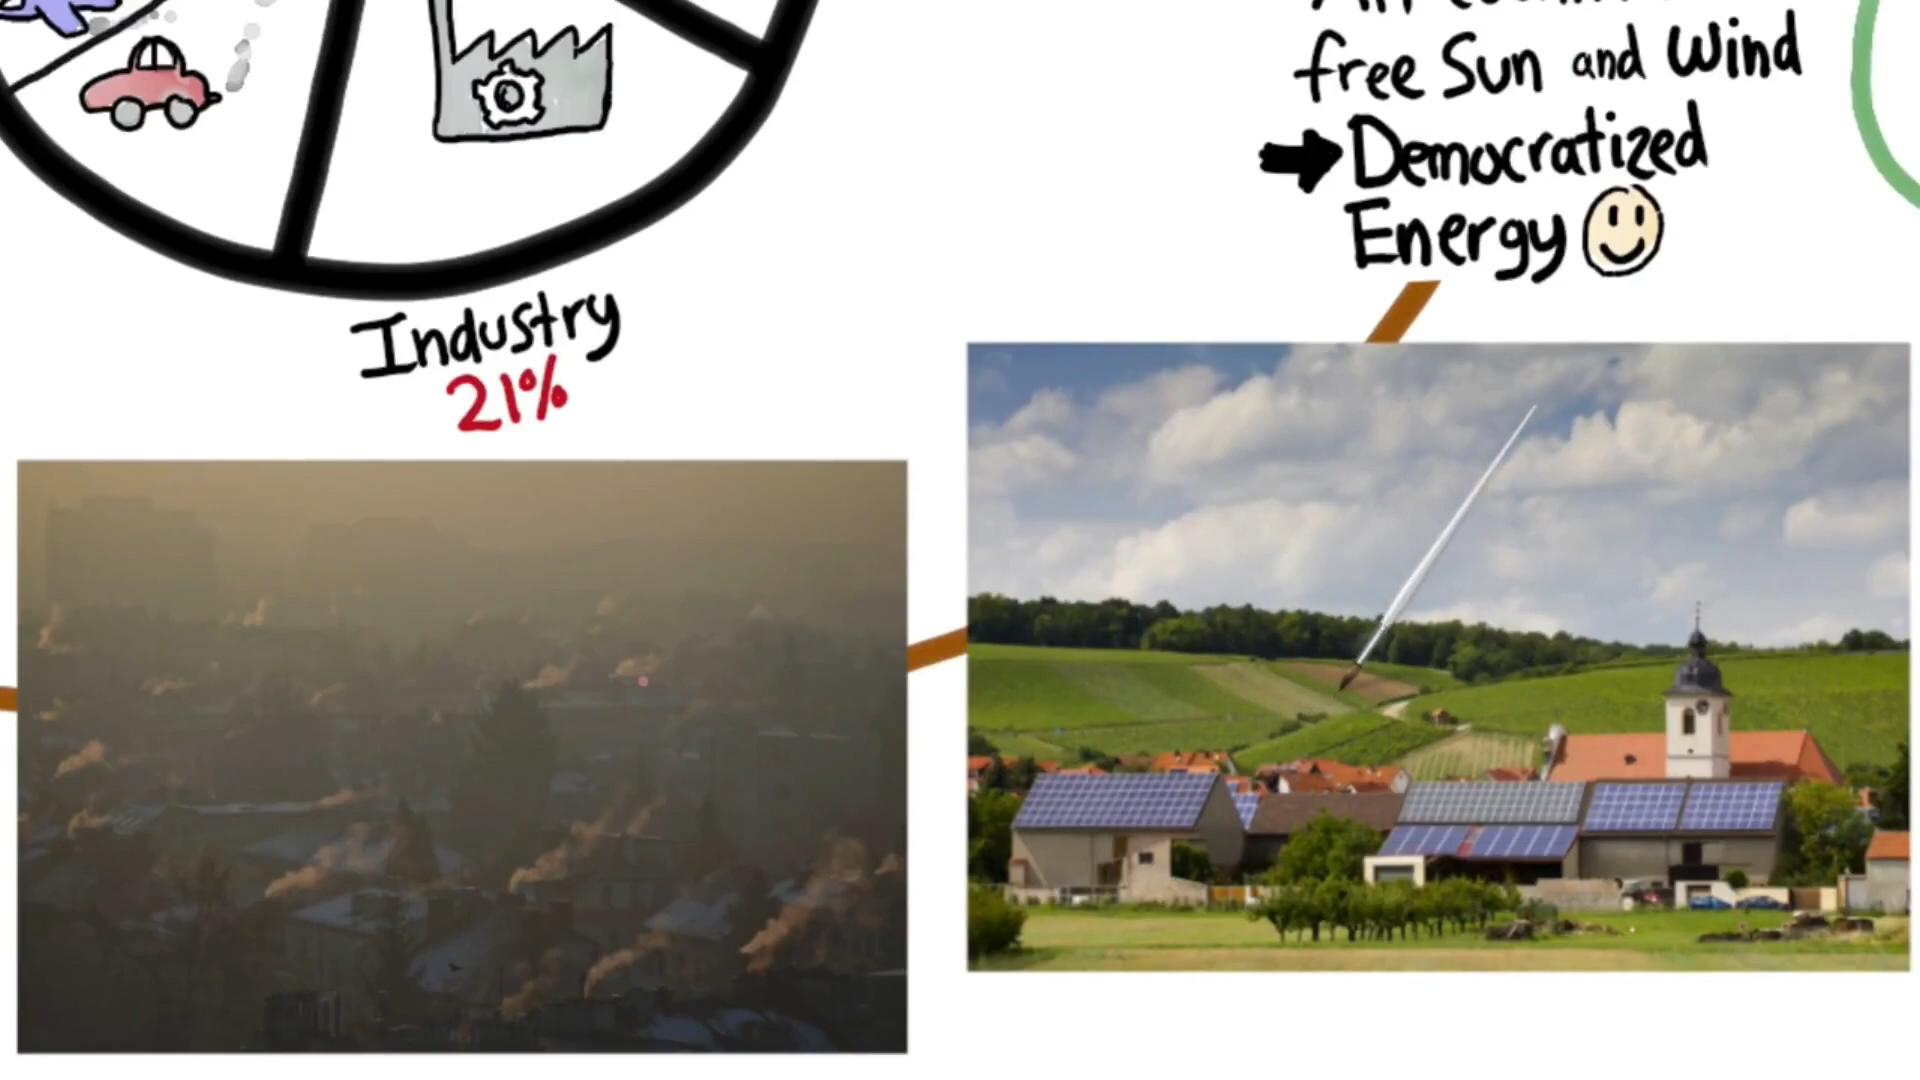 free Sun and Wind
Democratized
Energy
Industry
21%